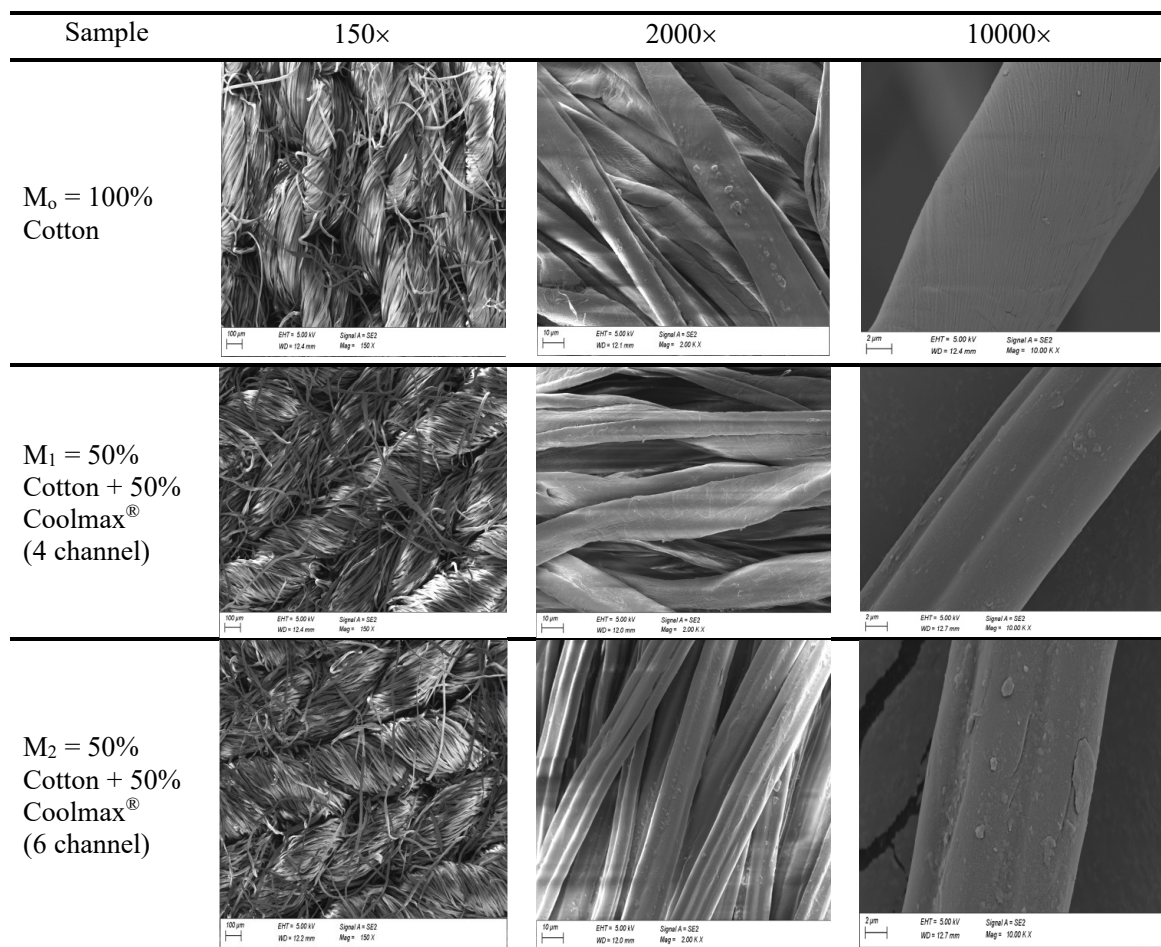 Sample 150× 2000× 10000×
Mo = 100%
Cotton
100 µm EHT = 5.00 kV Signal A = SE2
WD = 12.4 mm Mag = 150 X
10 µm EHT = 5.00 kV Signal A = SE2
WD = 12.1 mm Mag = 2.00 K X
2 µm EHT = 5.00 kV Signal A = SE2
WD = 12.4 mm Mag = 10.00 K X
M1 = 50%
Cotton + 50%
Coolmax®
(4 channel)
100 µm EHT = 5.00 kV Signal A = SE2
WD = 12.4 mm Mag = 150 X
10 µm EHT = 5.00 kV Signal A = SE2
WD = 12.0 mm Mag = 2.00 K X
2 µm EHT = 5.00 kV Signal A = SE2
WD = 12.7 mm Mag = 10.00 K X
M2 = 50%
Cotton + 50%
Coolmax®
(6 channel)
100 µm EHT = 5.00 kV Signal A = SE2
WD = 12.2 mm Mag = 150 X
10 µm EHT = 5.00 kV Signal A = SE2
WD = 12.0 mm Mag = 2.00 K X
2 µm EHT = 5.00 kV Signal A = SE2
WD = 12.7 mm Mag = 10.00 K X